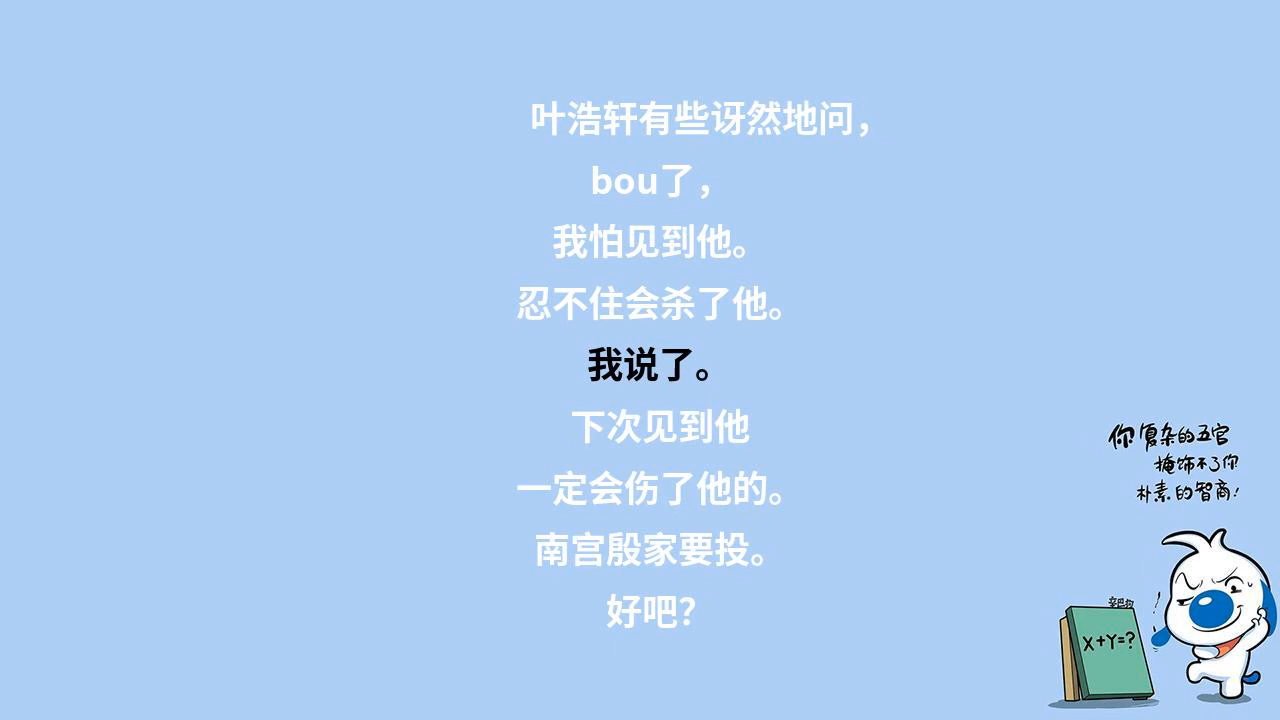 叶浩轩有些讶然地问，
bou了，
我怕见到他。
忍不住会杀了他。
我说了。
下次见到他
一定会伤了他的。
南宫殷家要投。
好吧？
你复杂的五官
掩饰不了你
朴素的智商！
X+Y=?